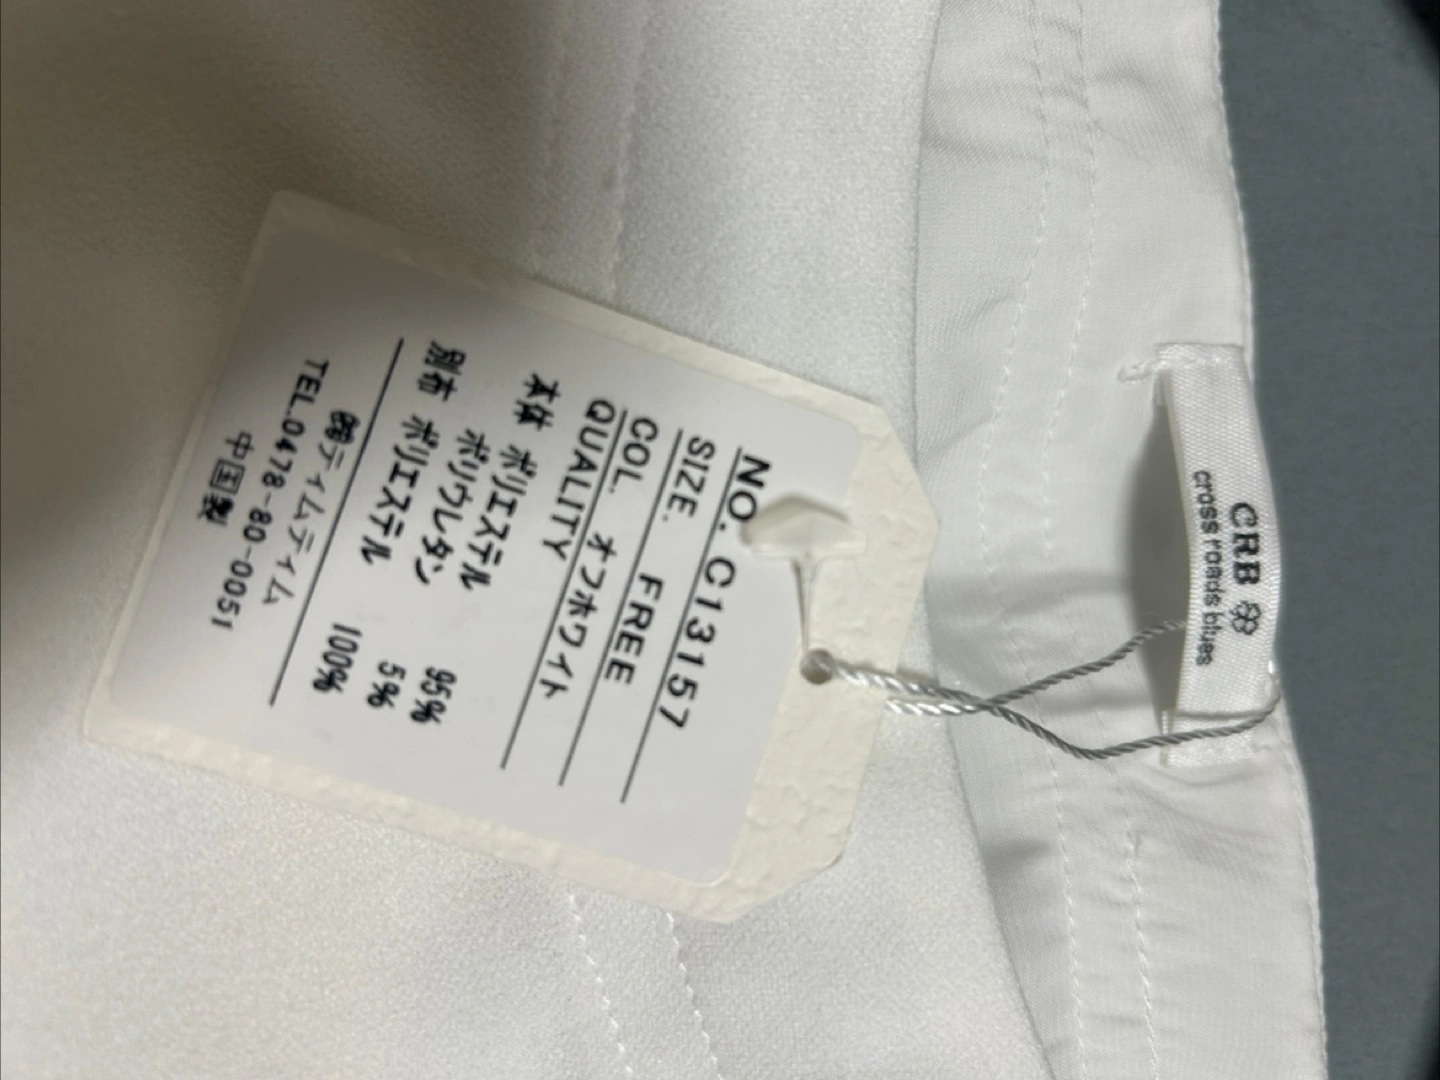 NO. C13157
SIZE. FREE
COL. オフホワイト
QUALITY
本体 ポリエステル 95%
ポリウレタン 5%
別布 ポリエステル 100%
㈱ティムティム
TEL.0478-80-0051
中国製
CRB
cross roads blues